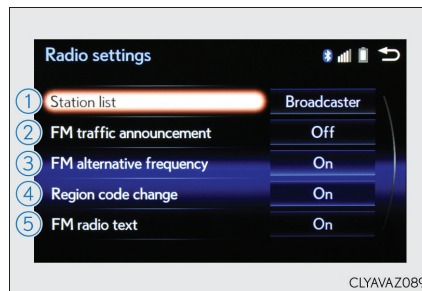 Radio settings
1 Station list Broadcaster
2 FM traffic announcement Off
3 FM alternative frequency On
4 Region code change On
5 FM radio text On
CLYAVAZ089